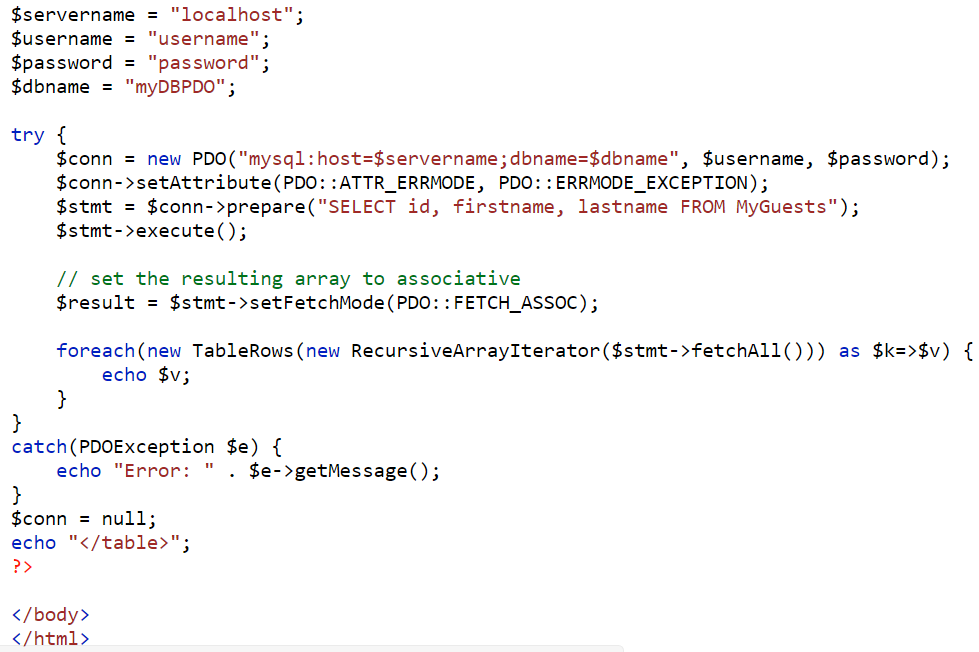 $servername = "localhost";
$username = "username";
$password = "password";
$dbname = "myDBPDO";

try {
    $conn = new PDO("mysql:host=$servername;dbname=$dbname", $username, $password);
    $conn->setAttribute(PDO::ATTR_ERRMODE, PDO::ERRMODE_EXCEPTION);
    $stmt = $conn->prepare("SELECT id, firstname, lastname FROM MyGuests");
    $stmt->execute();

    // set the resulting array to associative
    $result = $stmt->setFetchMode(PDO::FETCH_ASSOC);

    foreach(new TableRows(new RecursiveArrayIterator($stmt->fetchAll())) as $k=>$v) {
        echo $v;
    }
}
catch(PDOException $e) {
    echo "Error: " . $e->getMessage();
}
$conn = null;
echo "</table>";
?>

</body>
</html>